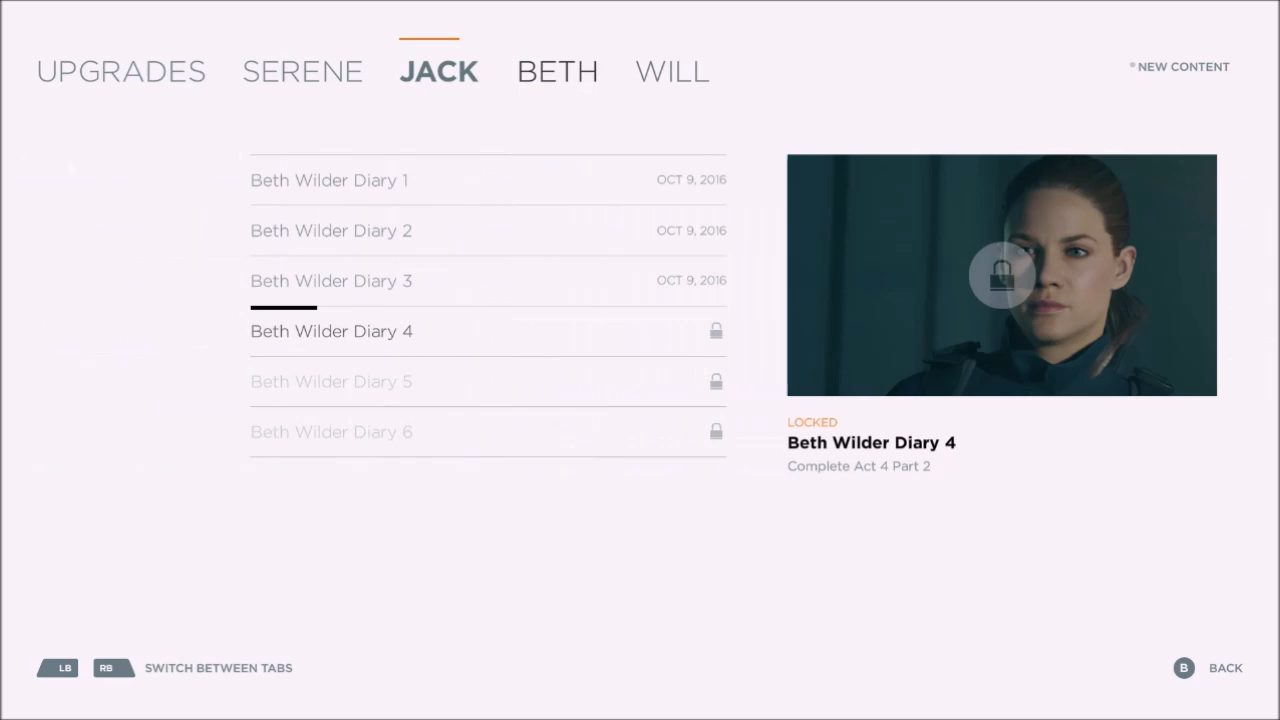 UPGRADES SERENE JACK BETH WILL
NEW CONTENT
Beth Wilder Diary 1 OCT 9, 2016
Beth Wilder Diary 2 OCT 9, 2016
Beth Wilder Diary 3 OCT 9, 2016
Beth Wilder Diary 4
Beth Wilder Diary 5
Beth Wilder Diary 6
LOCKED
Beth Wilder Diary 4
Complete Act 4 Part 2
LB RB SWITCH BETWEEN TABS
B BACK